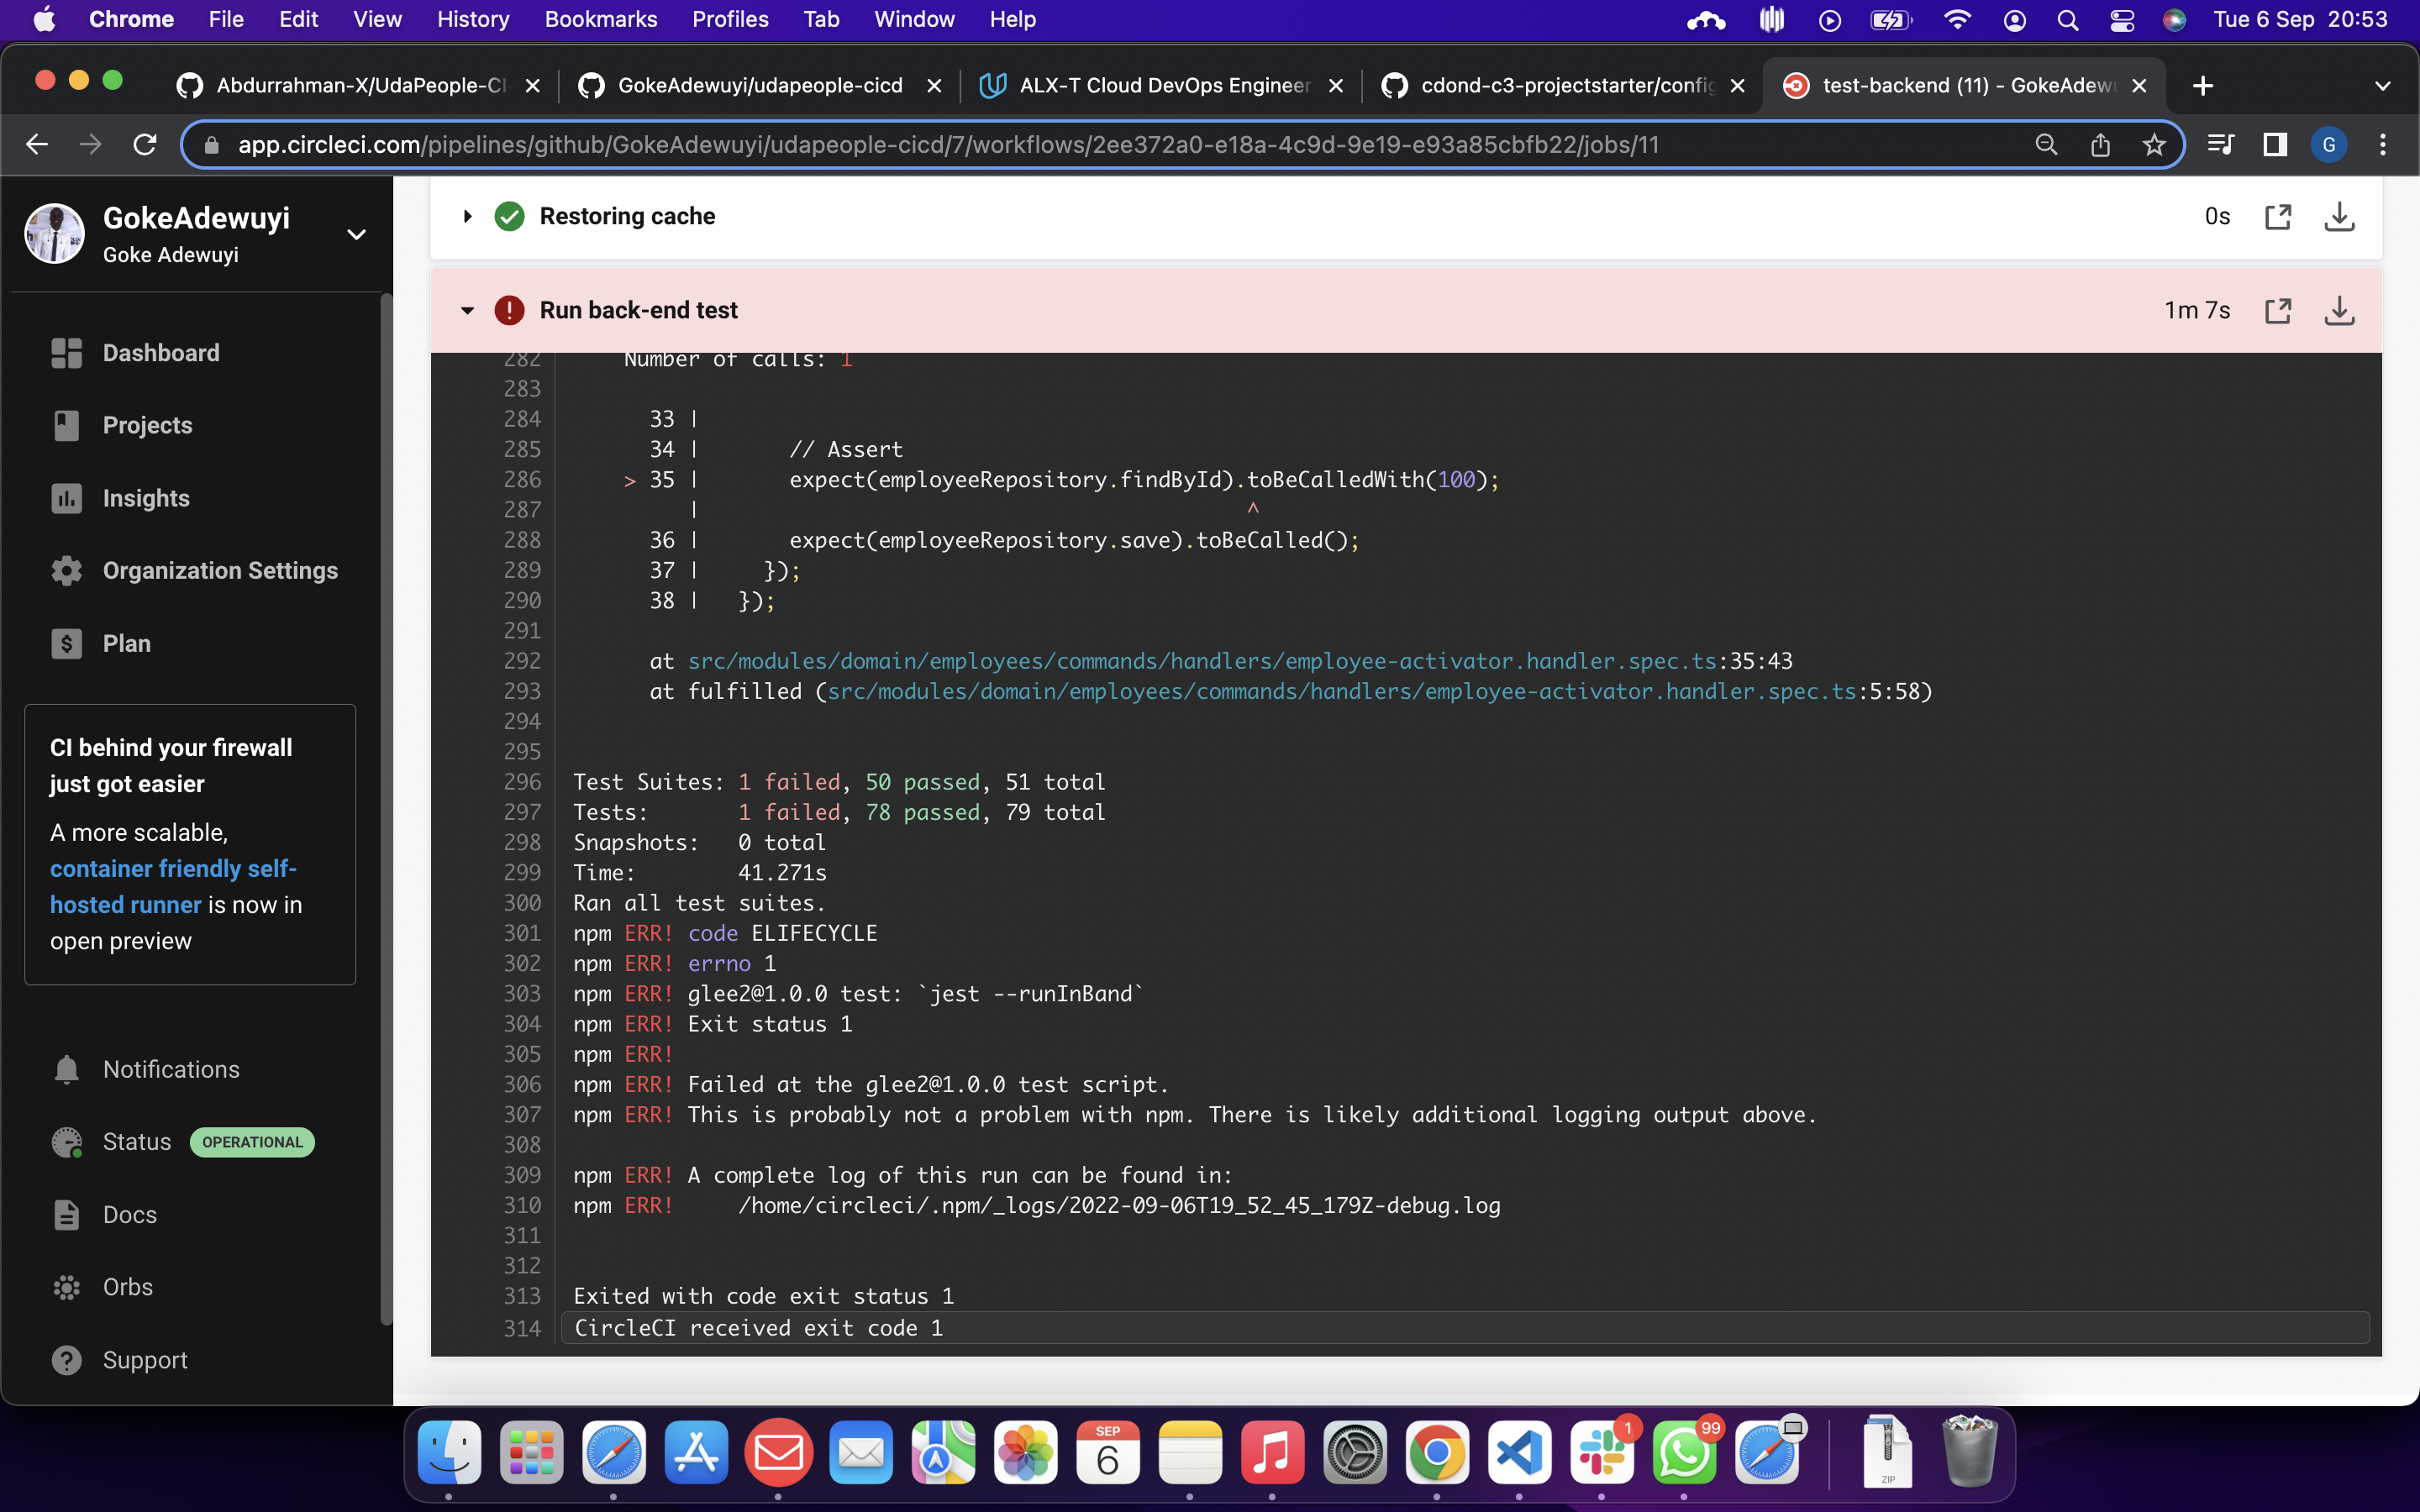 Chrome File Edit View History Bookmarks Profiles Tab Window Help Tue 6 Sep 20:53
Abdurrahman-X/UdaPeople-CI GokeAdewuyi/udapeople-cicd ALX-T Cloud DevOps Engineer cdond-c3-projectstarter/config test-backend (11) - GokeAdewu
app.circleci.com/pipelines/github/GokeAdewuyi/udapeople-cicd/7/workflows/2ee372a0-e18a-4c9d-9e19-e93a85cbfb22/jobs/11 G
GokeAdewuyi
Goke Adewuyi
Dashboard
Projects
Insights
Organization Settings
Plan
CI behind your firewall
just got easier
A more scalable,
container friendly self-
hosted runner is now in
open preview
Notifications
Status OPERATIONAL
Docs
Orbs
Support
Restoring cache 0s
Run back-end test 1m 7s
282 Number of calls: 1
283
284 33 |
285 34 | // Assert
286 > 35 | expect(employeeRepository.findById).toBeCalledWith(100);
287 | ^
288 36 | expect(employeeRepository.save).toBeCalled();
289 37 | });
290 38 | });
291
292 at src/modules/domain/employees/commands/handlers/employee-activator.handler.spec.ts:35:43
293 at fulfilled (src/modules/domain/employees/commands/handlers/employee-activator.handler.spec.ts:5:58)
294
295
296 Test Suites: 1 failed, 50 passed, 51 total
297 Tests: 1 failed, 78 passed, 79 total
298 Snapshots: 0 total
299 Time: 41.271s
300 Ran all test suites.
301 npm ERR! code ELIFECYCLE
302 npm ERR! errno 1
303 npm ERR! glee2@1.0.0 test: `jest --runInBand`
304 npm ERR! Exit status 1
305 npm ERR!
306 npm ERR! Failed at the glee2@1.0.0 test script.
307 npm ERR! This is probably not a problem with npm. There is likely additional logging output above.
308
309 npm ERR! A complete log of this run can be found in:
310 npm ERR! /home/circleci/.npm/_logs/2022-09-06T19_52_45_179Z-debug.log
311
312
313 Exited with code exit status 1
314 CircleCI received exit code 1
SEP
6
1
99
ZIP